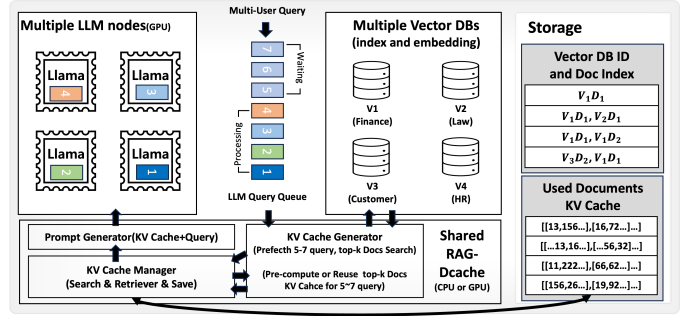 Multiple LLM nodes(GPU)
Llama
4
Llama
3
Llama
2
Llama
1
Multi-User Query
7
6
5
4
3
2
1
Waiting
Processing
LLM Query Queue
Multiple Vector DBs
(index and embedding)
V1
(Finance)
V2
(Law)
V3
(Customer)
V4
(HR)
Storage
Vector DB ID
and Doc Index
V₁D₁
V₁D₁, V₂D₁
V₁D₁, V₁D₂
V₃D₂, V₁D₁
Used Documents
KV Cache
[[13,156...],[16,72...]...]
[[...13,16...],[...56,32]...]
[[11,222...],[66,62...]...]
[[156,26...],[19,92...]...]
Prompt Generator(KV Cache+Query)
KV Cache Manager
(Search & Retriever & Save)
KV Cache Generator
(Prefecth 5-7 query, top-k Docs Search)
(Pre-compute or Reuse top-k Docs
KV Cahce for 5~7 query)
Shared
RAG-
Dcache
(CPU or GPU)